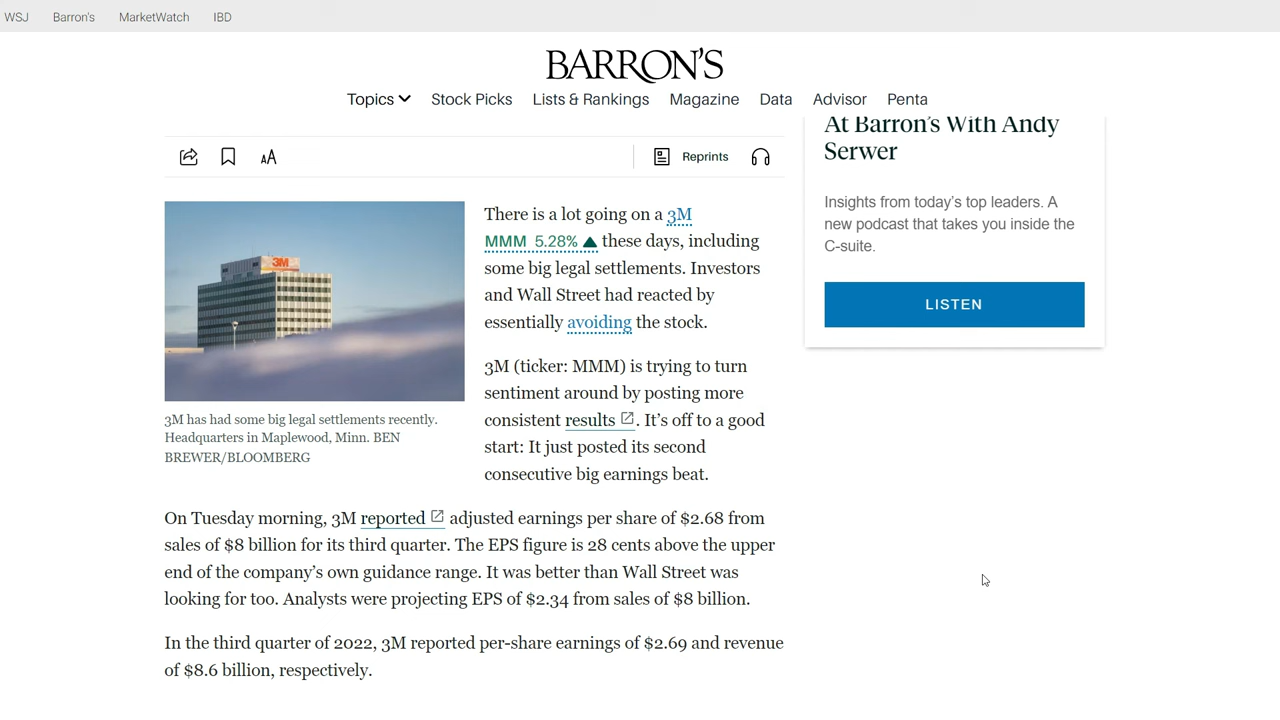 WSJ Barron's MarketWatch IBD
BARRON'S
Topics Stock Picks Lists & Rankings Magazine Data Advisor Penta
At Barron's With Andy
Serwer
Insights from today's top leaders. A
new podcast that takes you inside the
C-suite.
LISTEN
AA
Reprints
3M
3M has had some big legal settlements recently.
Headquarters in Maplewood, Minn. BEN
BREWER/BLOOMBERG
There is a lot going on a 3M
MMM 5.28% these days, including
some big legal settlements. Investors
and Wall Street had reacted by
essentially avoiding the stock.
3M (ticker: MMM) is trying to turn
sentiment around by posting more
consistent results. It's off to a good
start: It just posted its second
consecutive big earnings beat.
On Tuesday morning, 3M reported adjusted earnings per share of $2.68 from
sales of $8 billion for its third quarter. The EPS figure is 28 cents above the upper
end of the company's own guidance range. It was better than Wall Street was
looking for too. Analysts were projecting EPS of $2.34 from sales of $8 billion.
In the third quarter of 2022, 3M reported per-share earnings of $2.69 and revenue
of $8.6 billion, respectively.